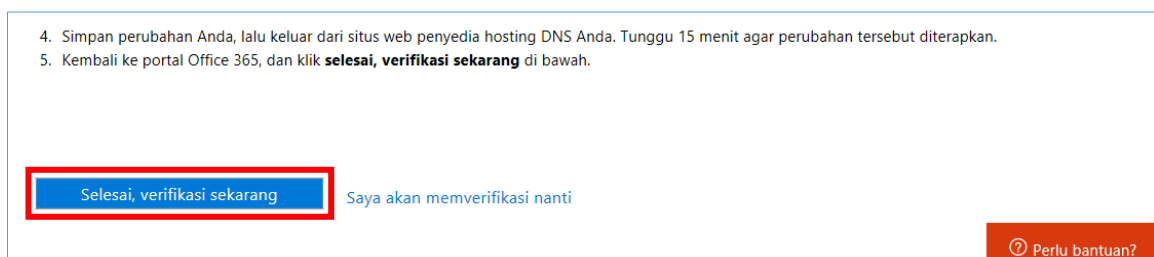 4. Simpan perubahan Anda, lalu keluar dari situs web penyedia hosting DNS Anda. Tunggu 15 menit agar perubahan tersebut diterapkan.
5. Kembali ke portal Office 365, dan klik selesai, verifikasi sekarang di bawah.
Selesai, verifikasi sekarang
Saya akan memverifikasi nanti
Perlu bantuan?